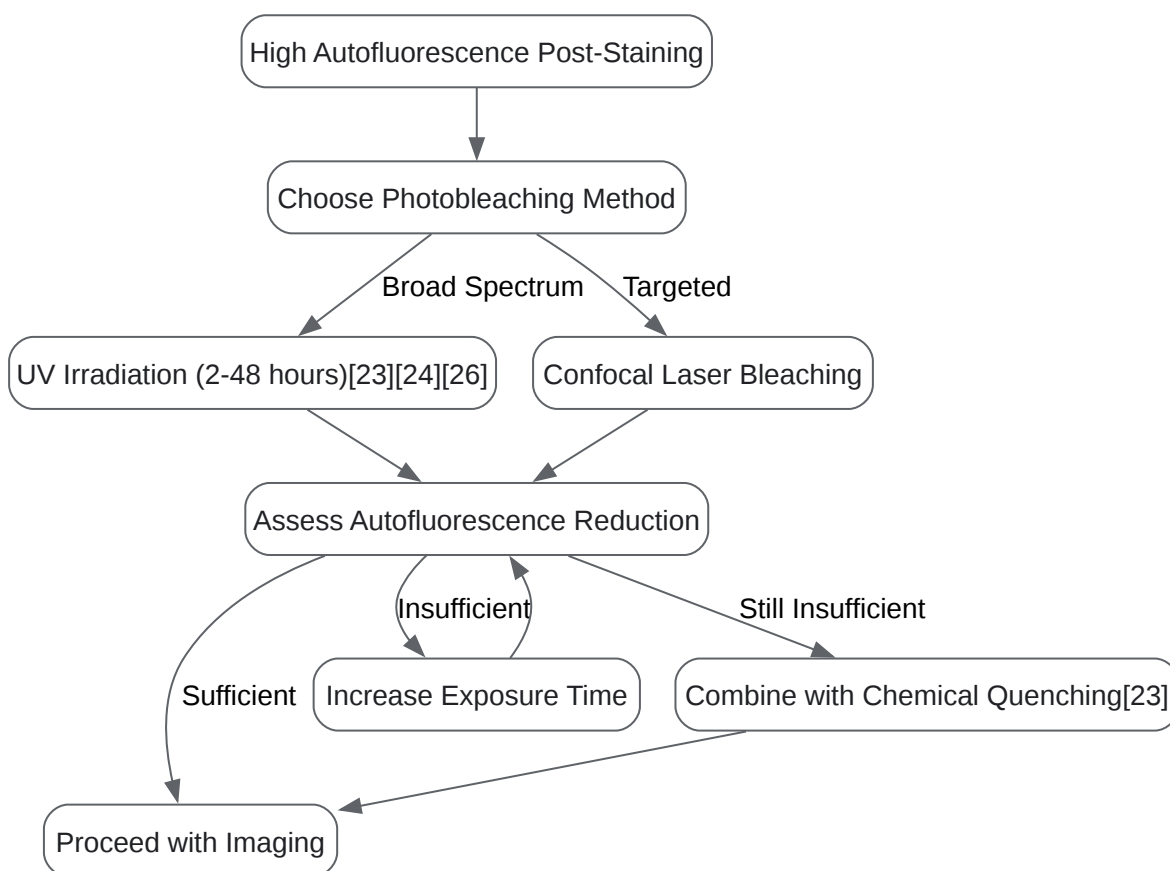 High Autofluorescence Post-Staining
Choose Photobleaching Method
Broad Spectrum
Targeted
UV Irradiation (2-48 hours)[23][24][26]
Confocal Laser Bleaching
Assess Autofluorescence Reduction
Insufficient
Still Insufficient
Sufficient
Increase Exposure Time
Combine with Chemical Quenching[23]
Proceed with Imaging